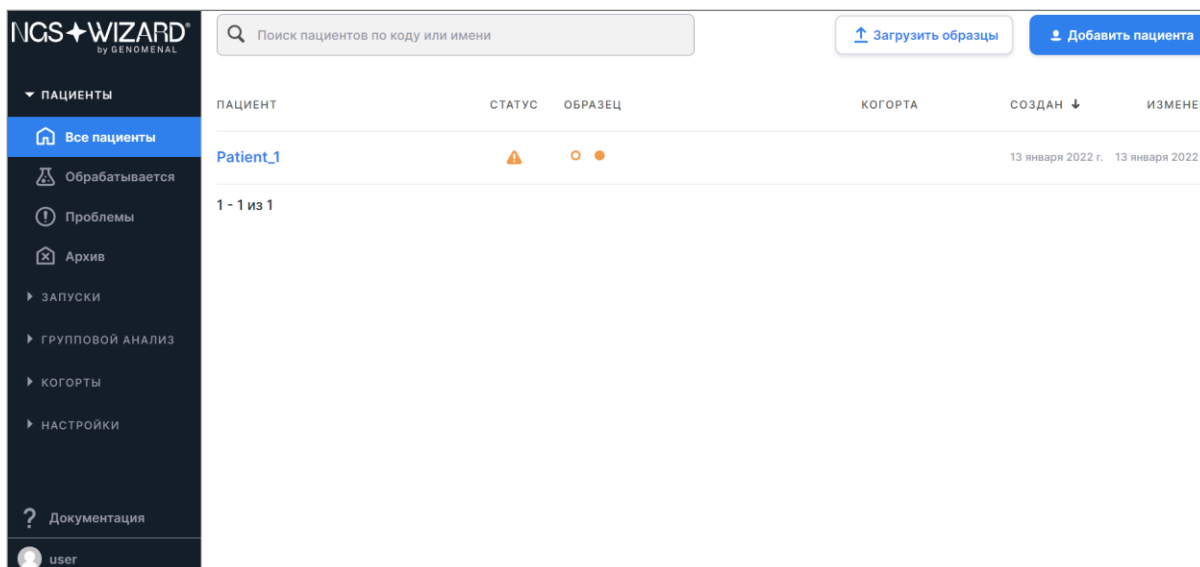 NGS WIZARD®
by GENOMENAL
Поиск пациентов по коду или имени
Загрузить образцы
Добавить пациента
ПАЦИЕНТЫ
Все пациенты
Обрабатывается
Проблемы
Архив
ЗАПУСКИ
ГРУППОВОЙ АНАЛИЗ
КОГОРТЫ
НАСТРОЙКИ
? Документация
user
ПАЦИЕНТ СТАТУС ОБРАЗЕЦ КОГОРТА СОЗДАН ↓
Patient_1 13 января 2022 г. 13 января 2022
1 - 1 из 1